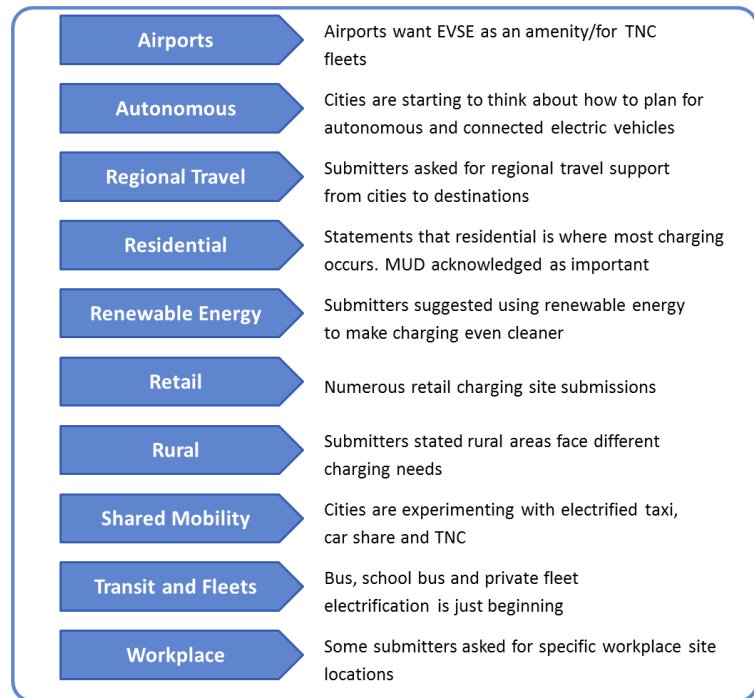 Airports
Airports want EVSE as an amenity/for TNC
fleets
Autonomous
Cities are starting to think about how to plan for
autonomous and connected electric vehicles
Regional Travel
Submitters asked for regional travel support
from cities to destinations
Residential
Statements that residential is where most charging
occurs. MUD acknowledged as important
Renewable Energy
Submitters suggested using renewable energy
to make charging even cleaner
Retail
Numerous retail charging site submissions
Rural
Submitters stated rural areas face different
charging needs
Shared Mobility
Cities are experimenting with electrified taxi,
car share and TNC
Transit and Fleets
Bus, school bus and private fleet
electrification is just beginning
Workplace
Some submitters asked for specific workplace site
locations